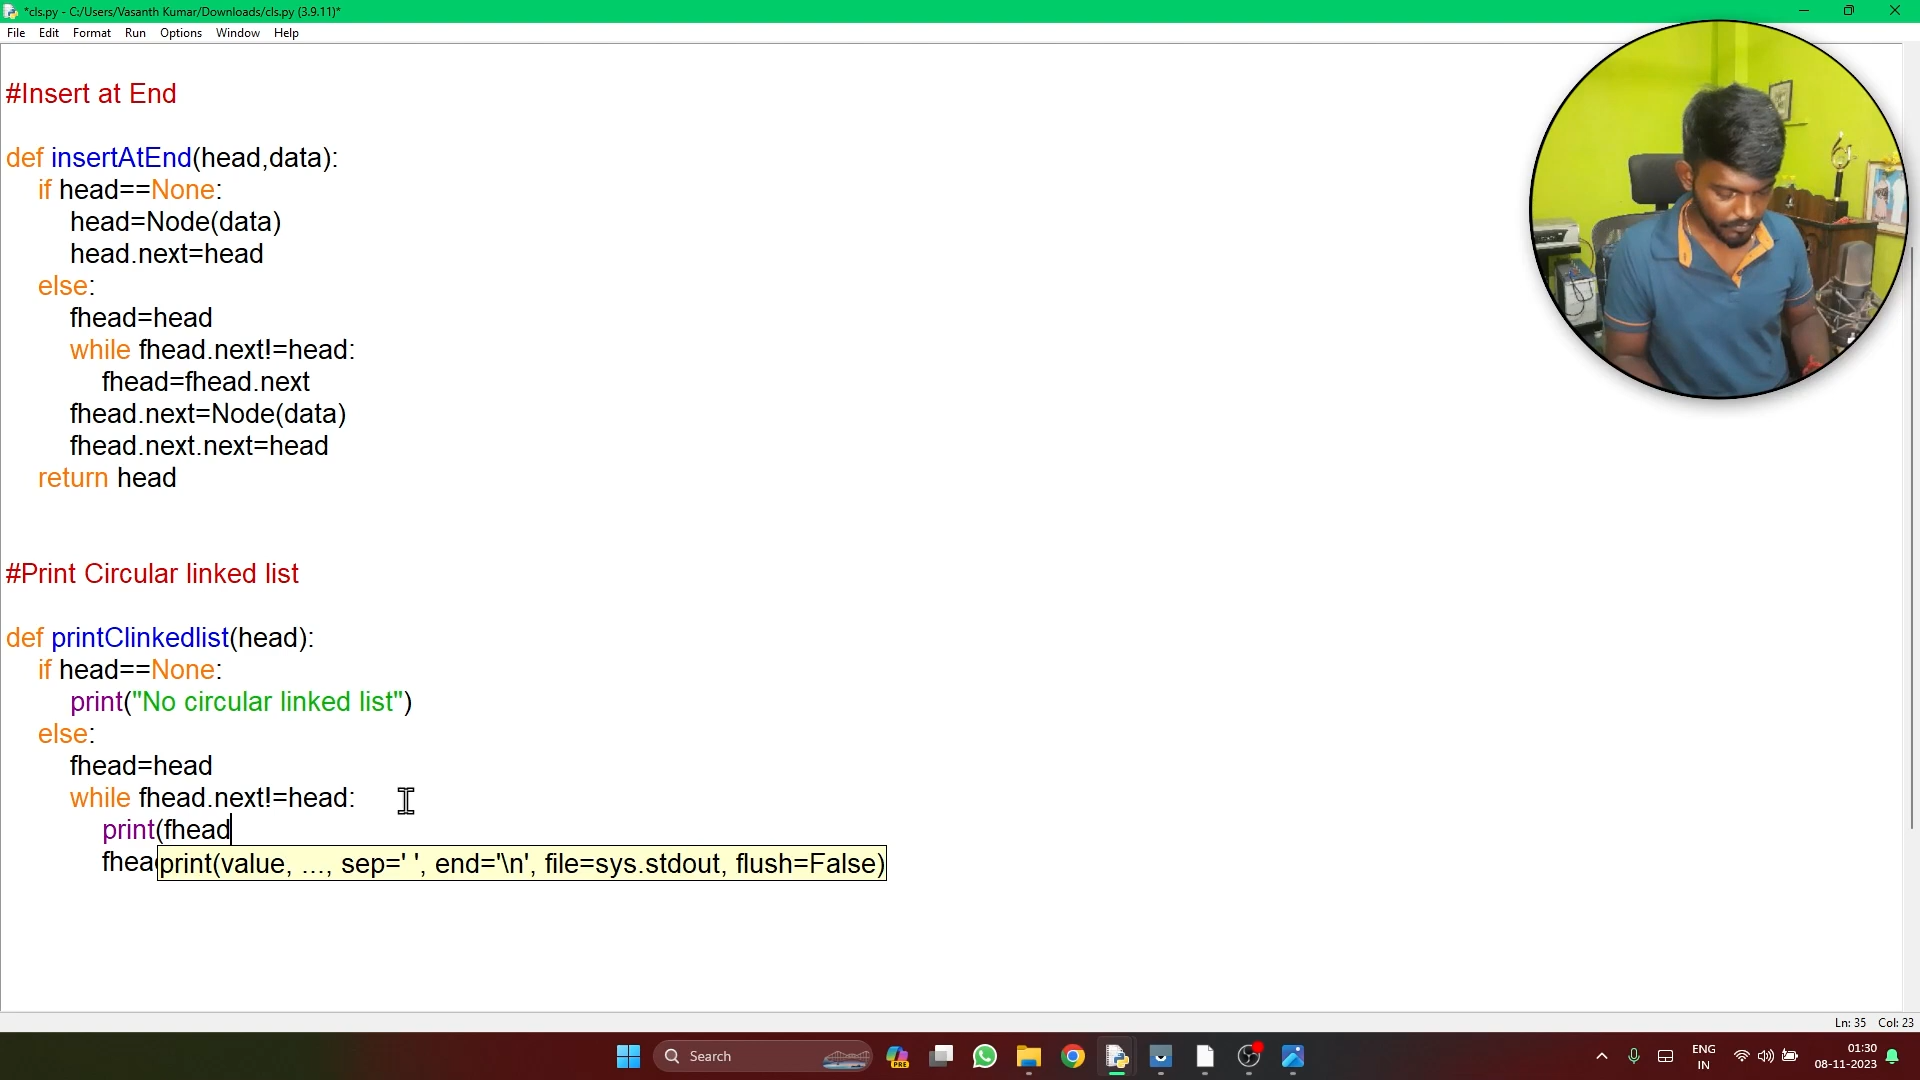 *cls.py - C:/Users/Vasanth Kumar/Downloads/cls.py (3.9.11)*
File Edit Format Run Options Window Help
#Insert at End
def insertAtEnd(head,data):
if head==None:
head=Node(data)
head.next=head
else:
fhead=head
while fhead.next!=head:
fhead=fhead.next
fhead.next=Node(data)
fhead.next.next=head
return head
#Print Circular linked list
def printClinkedlist(head):
if head==None:
print("No circular linked list")
else:
fhead=head
while fhead.next!=head:
print(fhead
fhea
print(value, ..., sep=' ', end='\n', file=sys.stdout, flush=False)
Ln: 35 Col: 23
Search
PRE
ENG
IN
01:30
08-11-2023